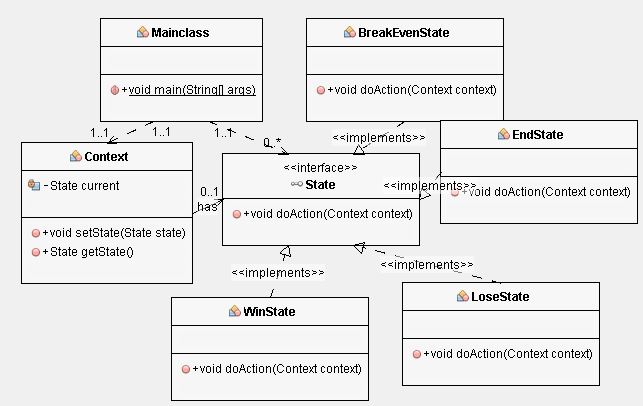 Mainclass
+void main(String[] args)
BreakEvenState
+void doAction(Context context)
1..1
1..1
1..1
0..*
<<implements>>
EndState
+void doAction(Context context)
Context
-State current
+void setState(State state)
+State getState()
0..1
has
<<interface>>
State
+void doAction(Context context)
<<implements>>
<<implements>>
<<implements>>
WinState
+void doAction(Context context)
LoseState
+void doAction(Context context)